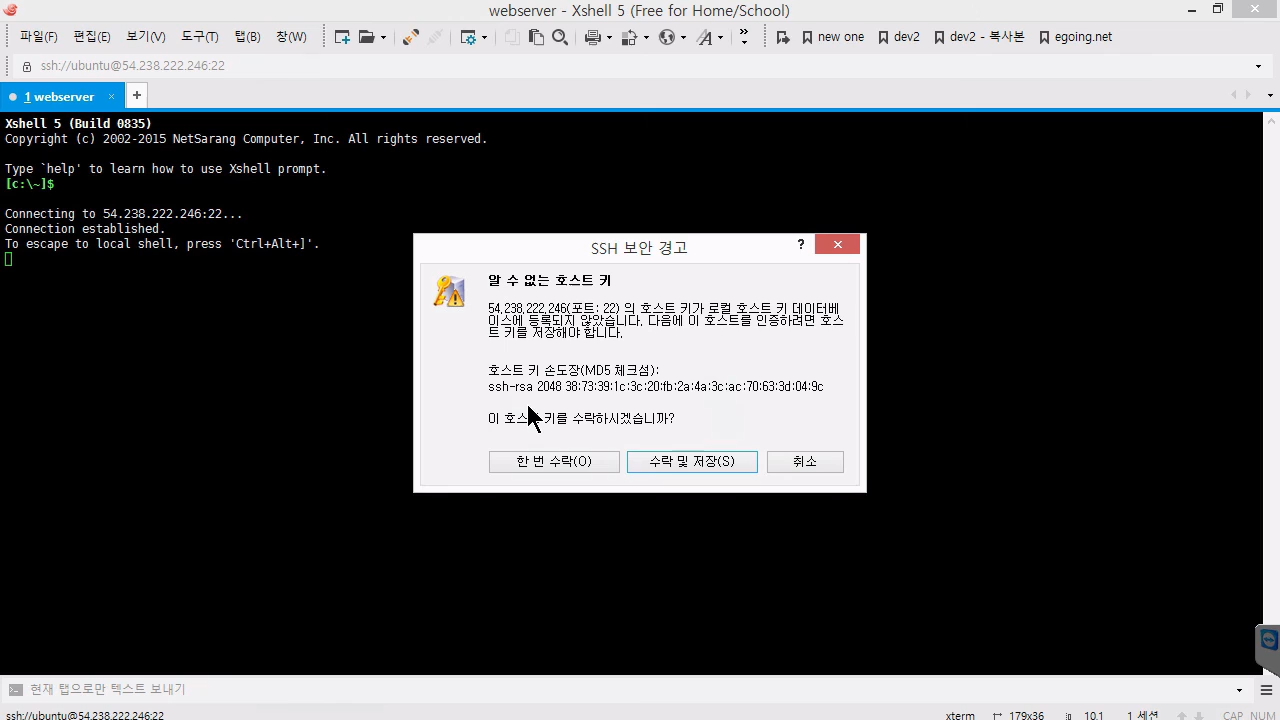 webserver - Xshell 5 (Free for Home/School)
파일(F) 편집(E) 보기(V) 도구(T) 탭(B) 창(W) new one dev2 dev2 - 복사본 egoing.net
ssh://ubuntu@54.238.222.246:22
1 webserver × +
Xshell 5 (Build 0835)
Copyright (c) 2002-2015 NetSarang Computer, Inc. All rights reserved.
Type `help' to learn how to use Xshell prompt.
[c:\~]$
Connecting to 54.238.222.246:22...
Connection established.
To escape to local shell, press 'Ctrl+Alt+]'.
SSH 보안 경고
?
알 수 없는 호스트 키
54.238.222.246(포트: 22) 의 호스트 키가 로컬 호스트 키 데이터베
이스에 등록되지 않았습니다. 다음에 이 호스트를 인증하려면 호스
트 키를 저장해야 합니다.
호스트 키 손도장(MD5 체크섬):
ssh-rsa 2048 38:73:39:1c:3c:20:fb:2a:4a:3c:ac:70:63:3d:04:9c
이 호스트 키를 수락하시겠습니까?
한 번 수락(O) 수락 및 저장(S) 취소
현재 탭으로만 텍스트 보내기
ssh://ubuntu@54.238.222.246:22 xterm 179x36 10,1 1 세션 CAP NUM